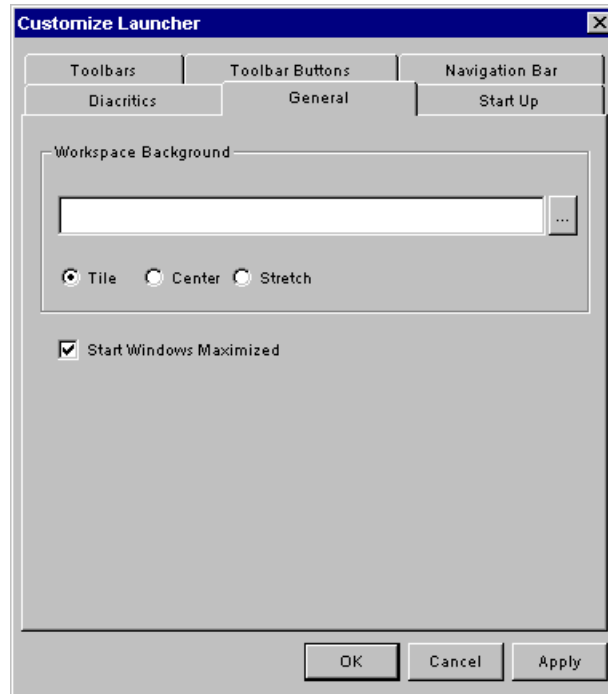 Customize Launcher
Toolbars Toolbar Buttons Navigation Bar
Diacritics General Start Up
Workspace Background
...
Tile Center Stretch
Start Windows Maximized
OK Cancel Apply